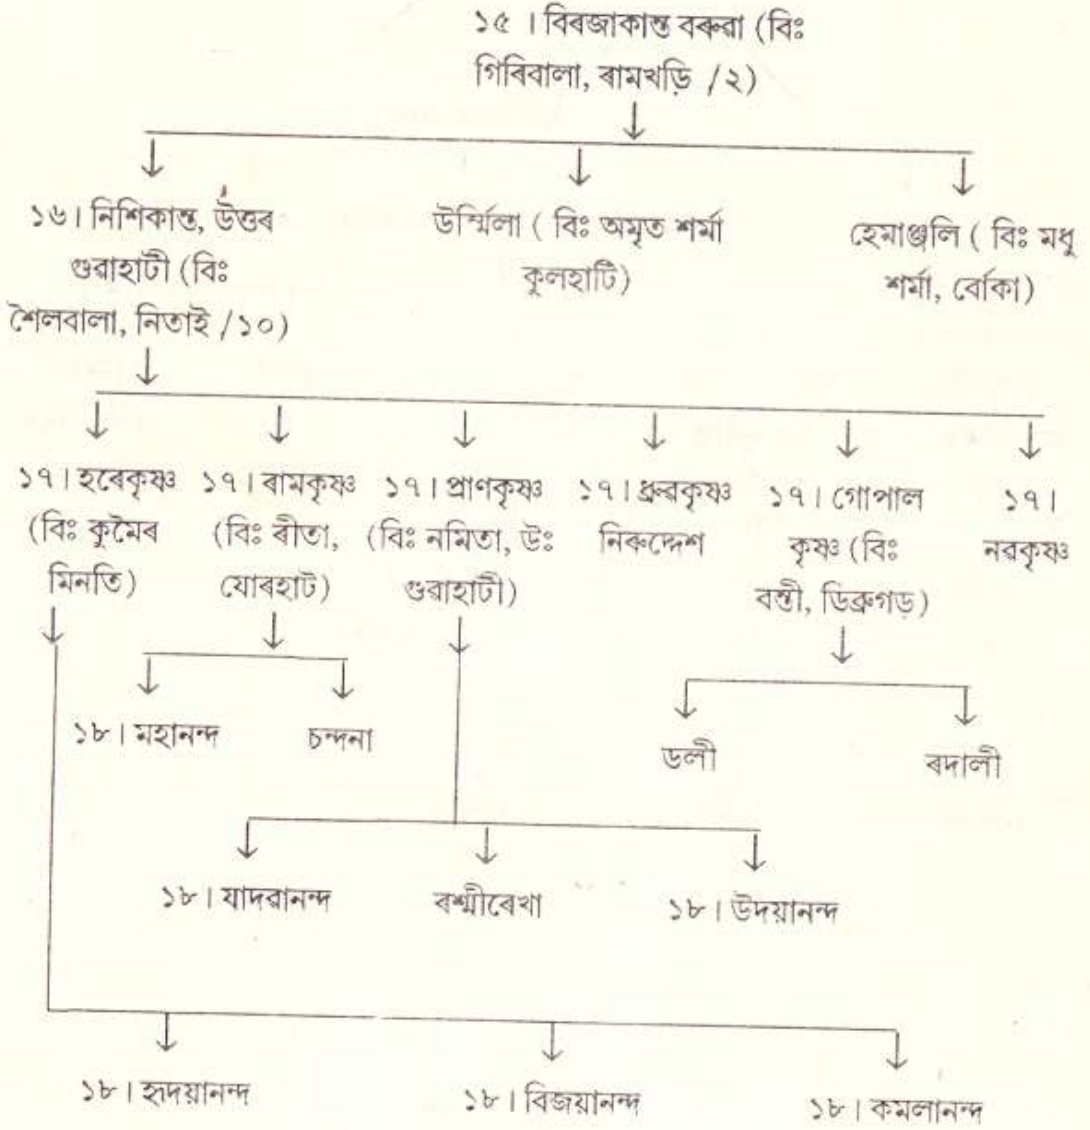 ১৫ । বিৰজাকান্ত বৰুৱা (বিঃ
গিৰিবালা, ৰামখড়ি /২)
১৬। নিশিকান্ত, উত্তৰ
গুৱাহাটী (বিঃ
শৈলবালা, নিতাই /১০)
উৰ্ম্মিলা ( বিঃ অমৃত শৰ্মা
কুলহাটি)
হেমাঞ্জলি ( বিঃ মধু
শৰ্মা, বোঁকা)
১৭। হৰেকৃষ্ণ
(বিঃ কুমৈৰ
মিনতি)
১৭। ৰামকৃষ্ণ
(বিঃ ৰীতা,
যোৰহাট)
১৭। প্ৰাণকৃষ্ণ
(বিঃ নমিতা, উঃ
গুৱাহাটী)
১৭। ধ্ৰুৱকৃষ্ণ
নিৰুদ্দেশ
১৭। গোপাল
কৃষ্ণ (বিঃ
বন্তী, ডিব্ৰুগড়)
১৭।
নৱকৃষ্ণ
১৮। মহানন্দ
চন্দনা
ডলী
ৰদালী
১৮। যাদৱানন্দ
ৰশ্মীৰেখা
১৮। উদয়ানন্দ
১৮। হৃদয়ানন্দ
১৮। বিজয়ানন্দ
১৮। কমলানন্দ